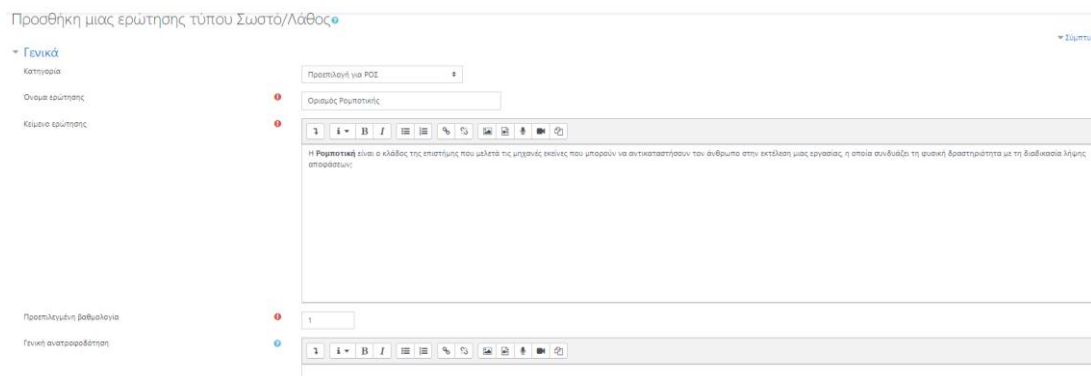 Προσθήκη μιας ερώτησης τύπου Σωστό/Λάθος
Σύμπτυ
Γενικά
Κατηγορία
Προεπιλογή για ΡΟΣ
Όνομα ερώτησης
Ορισμός Ρομποτικής
Κείμενο ερώτησης
Η Ρομποτική είναι ο κλάδος της επιστήμης που μελετά τις μηχανές εκείνες που μπορούν να αντικαταστήσουν τον άνθρωπο στην εκτέλεση μιας εργασίας, η οποία συνδυάζει τη φυσική δραστηριότητα με τη διαδικασία λήψης
αποφάσεων;
Προεπιλεγμένη βαθμολογία
1
Γενική ανατροφοδότηση